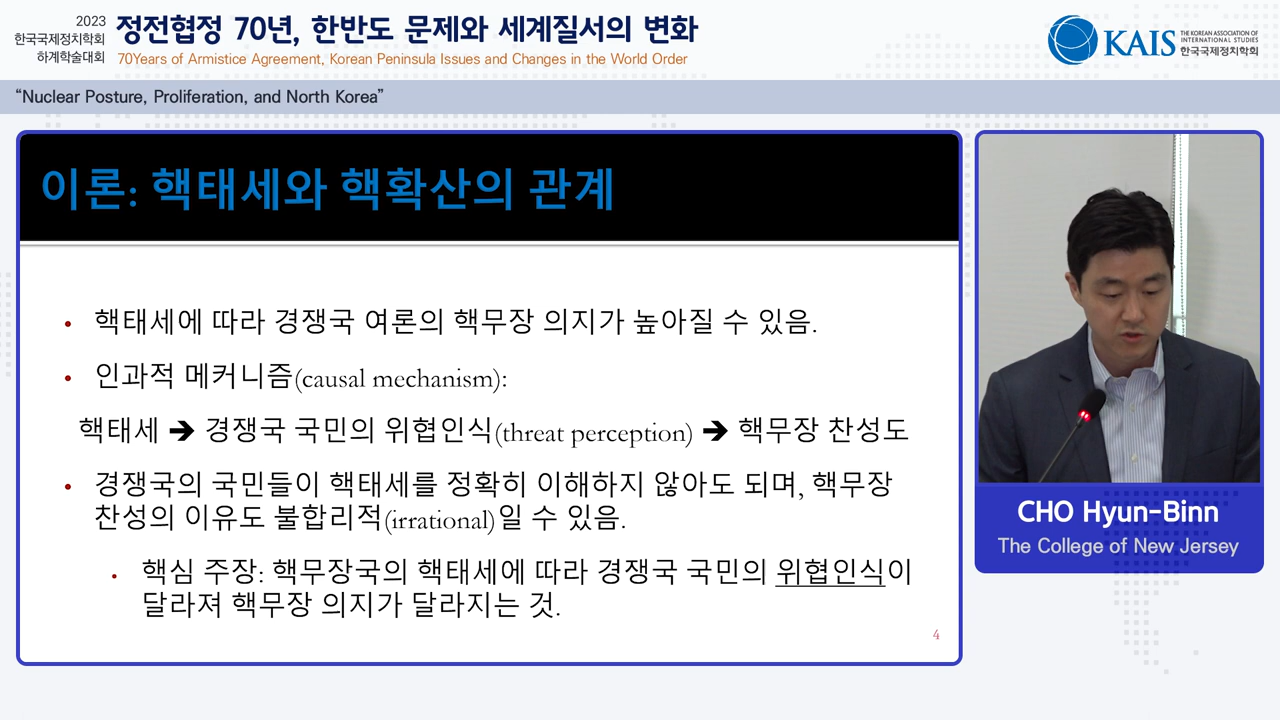 2023
한국국제정치학회
하계학술대회
정전협정 70년, 한반도 문제와 세계질서의 변화
70Years of Armistice Agreement, Korean Peninsula Issues and Changes in the World Order
KAIS
THE KOREAN ASSOCIATION OF
INTERNATIONAL STUDIES
한국국제정치학회
“Nuclear Posture, Proliferation, and North Korea”
이론: 핵태세와 핵확산의 관계
• 핵태세에 따라 경쟁국 여론의 핵무장 의지가 높아질 수 있음.
• 인과적 메커니즘(causal mechanism):
핵태세 ➔ 경쟁국 국민의 위협인식(threat perception) ➔ 핵무장 찬성도
• 경쟁국의 국민들이 핵태세를 정확히 이해하지 않아도 되며, 핵무장
찬성의 이유도 불합리적(irrational)일 수 있음.
• 핵심 주장: 핵무장국의 핵태세에 따라 경쟁국 국민의 위협인식이
달라져 핵무장 의지가 달라지는 것.
4
CHO Hyun-Binn
The College of New Jersey